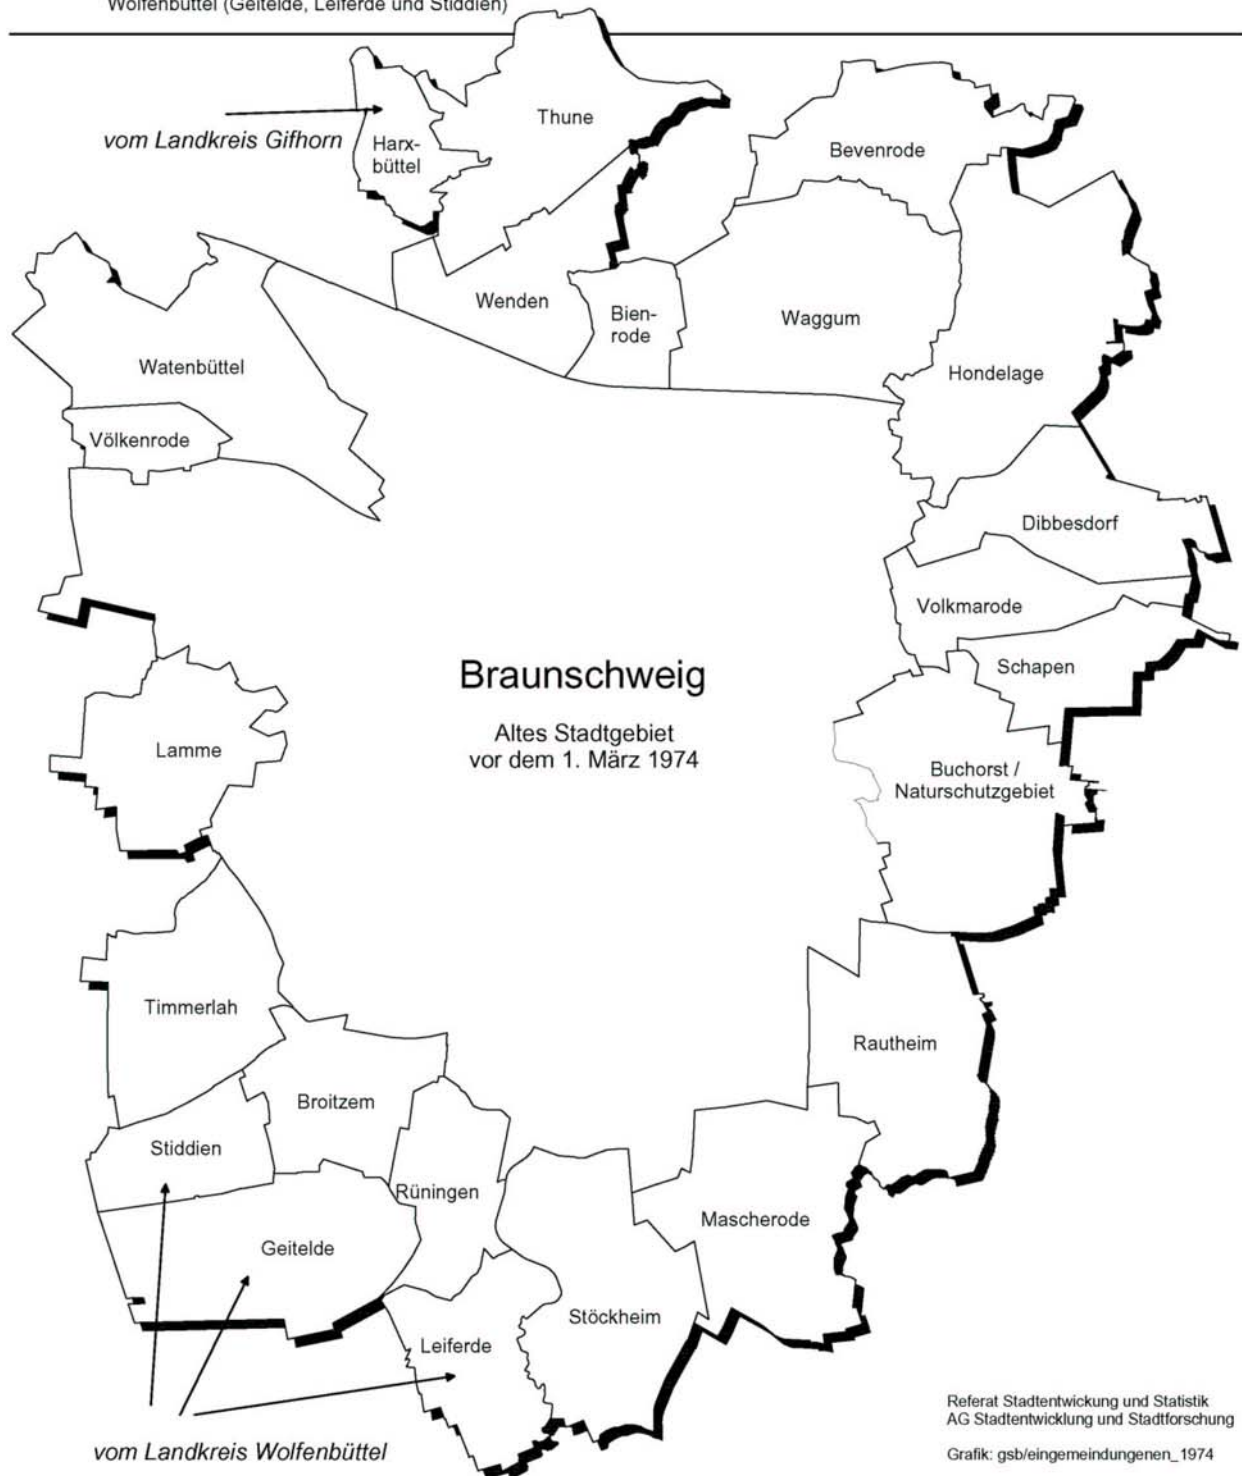 Wolfenbüttel (Geitelde, Leiferde und Stiddien)
Thune
vom Landkreis Gifhorn
Harx-
büttel
Bevenrode
Wenden
Bien-
rode
Waggum
Watenbüttel
Hondelage
Völkenrode
Dibbesdorf
Volkmarode
Schapen
Braunschweig
Altes Stadtgebiet
vor dem 1. März 1974
Lamme
Buchorst /
Naturschutzgebiet
Timmerlah
Rautheim
Broitzem
Stiddien
Rüningen
Mascherode
Geitelde
Stöckheim
Leiferde
vom Landkreis Wolfenbüttel
Referat Stadtentwickung und Statistik
AG Stadtentwicklung und Stadtforschung
Grafik: gsb/eingemeindungenen_1974